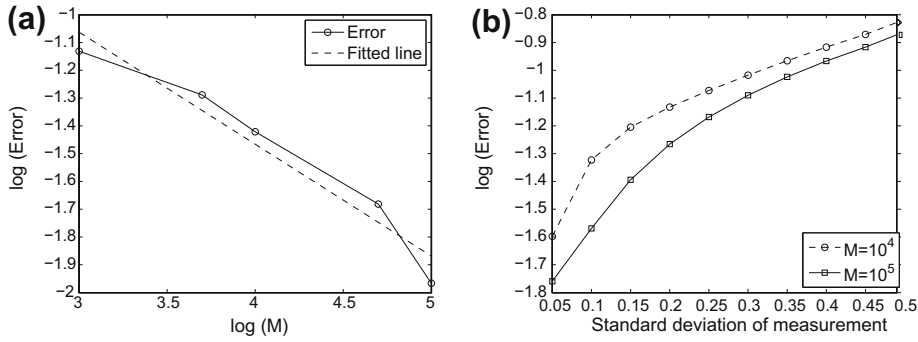 (a)
−1
−1.1
−1.2
−1.3
−1.4
−1.5
−1.6
−1.7
−1.8
−1.9
−2
log (Error)
Error
Fitted line
3 3.5 4 4.5 5
log (M)
(b)
−0.8
−0.9
−1
−1.1
−1.2
−1.3
−1.4
−1.5
−1.6
−1.7
−1.8
log (Error)
M=10⁴
M=10⁵
0.05 0.1 0.15 0.2 0.25 0.3 0.35 0.4 0.45 0.5
Standard deviation of measurement